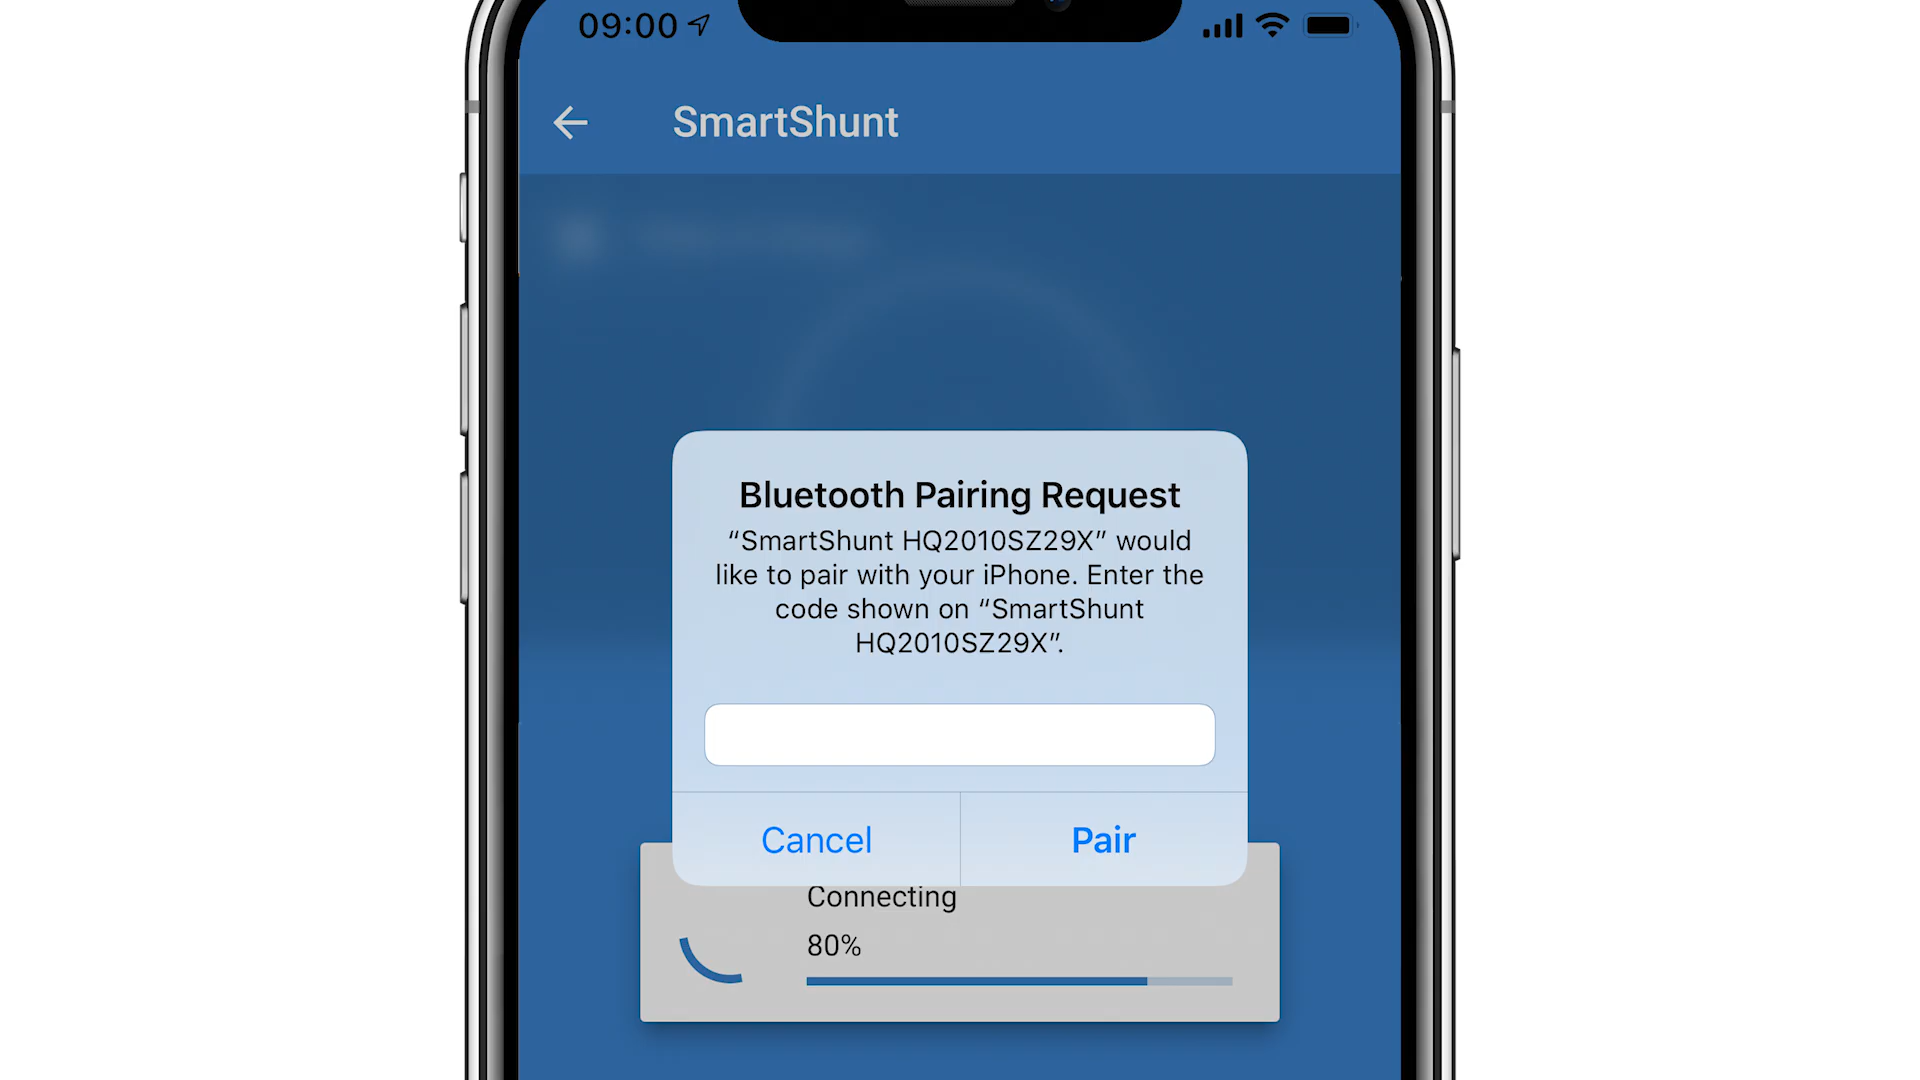 09:00
SmartShunt
Bluetooth Pairing Request
“SmartShunt HQ2010SZ29X” would
like to pair with your iPhone. Enter the
code shown on “SmartShunt
HQ2010SZ29X”.
Cancel
Pair
Connecting
80%